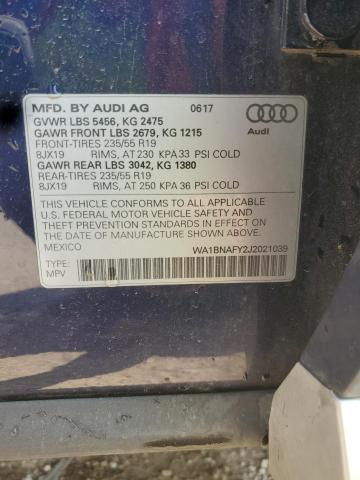 MFD. BY AUDI AG 06 17
GVWR LBS 5456, KG 2475
GAWR FRONT LBS 2679, KG 1215
FRONT-TIRES 235/55 R19
8JX19 RIMS, AT 230 KPA 33 PSI COLD
GAWR REAR LBS 3042, KG 1380
REAR-TIRES 235/55 R19
8JX19 RIMS, AT 250 KPA 36 PSI COLD
Audi
THIS VEHICLE CONFORMS TO ALL APPLICABLE
U.S. FEDERAL MOTOR VEHICLE SAFETY AND
THEFT PREVENTION STANDARDS IN EFFECT ON
THE DATE OF MANUFACTURE SHOWN ABOVE.
MEXICO WA1BNAFY2J2021039
TYPE:
MPV